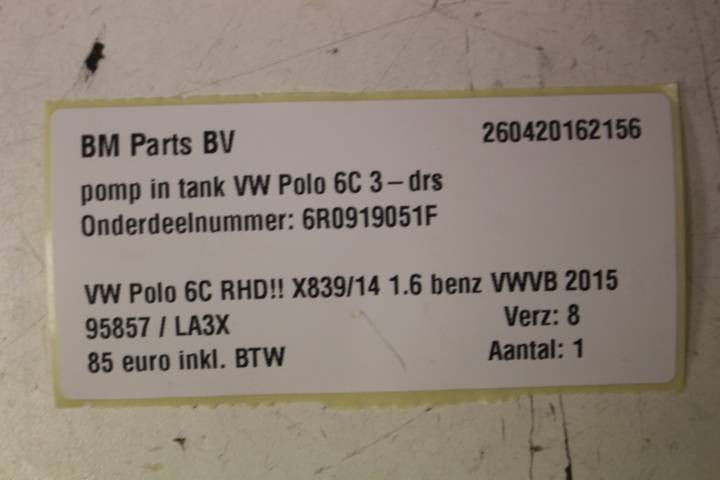 BM Parts BV 260420162156
pomp in tank VW Polo 6C 3-drs
Onderdeelnummer: 6R0919051F
VW Polo 6C RHD!! X839/14 1.6 benz VWVB 2015
95857 / LA3X Verz: 8
85 euro inkl. BTW Aantal: 1